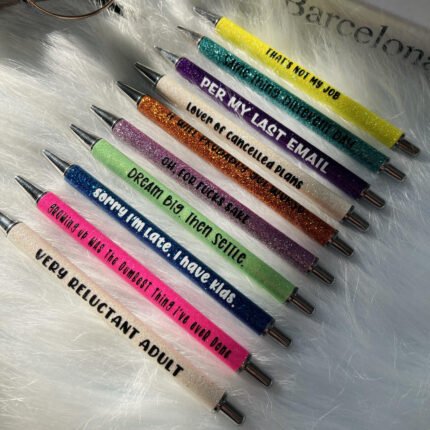 Barcelona
THAT'S NOT MY JOB
PER MY LAST EMAIL
Lover of cancelled plans
OH, FOR FUCKS SAKE.
DREAM BIG, THEN SETTLE.
Sorry I'm Late, I have kids.
Growing up was the Dumbest Thing I've ever Done
VERY RELUCTANT ADULT